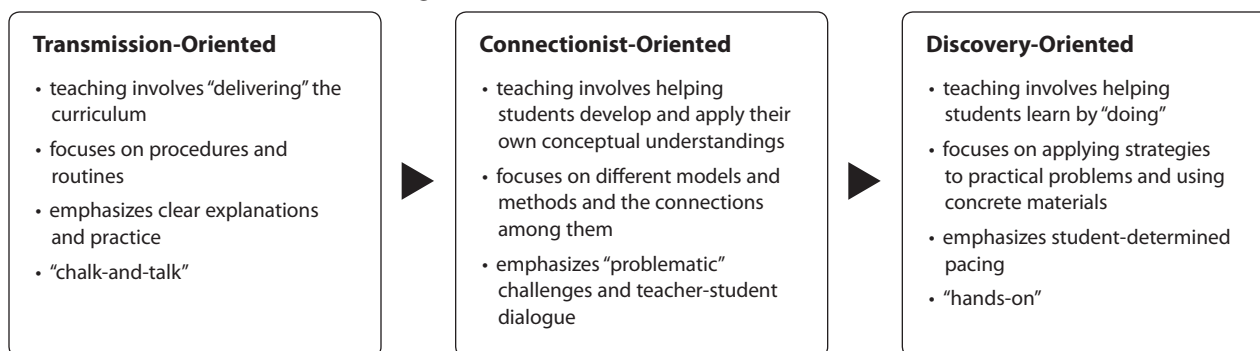 Transmission-Oriented
• teaching involves “delivering” the
curriculum
• focuses on procedures and
routines
• emphasizes clear explanations
and practice
• “chalk-and-talk”
Connectionist-Oriented
• teaching involves helping
students develop and apply their
own conceptual understandings
• focuses on different models and
methods and the connections
among them
• emphasizes “problematic”
challenges and teacher-student
dialogue
Discovery-Oriented
• teaching involves helping
students learn by “doing”
• focuses on applying strategies
to practical problems and using
concrete materials
• emphasizes student-determined
pacing
• “hands-on”